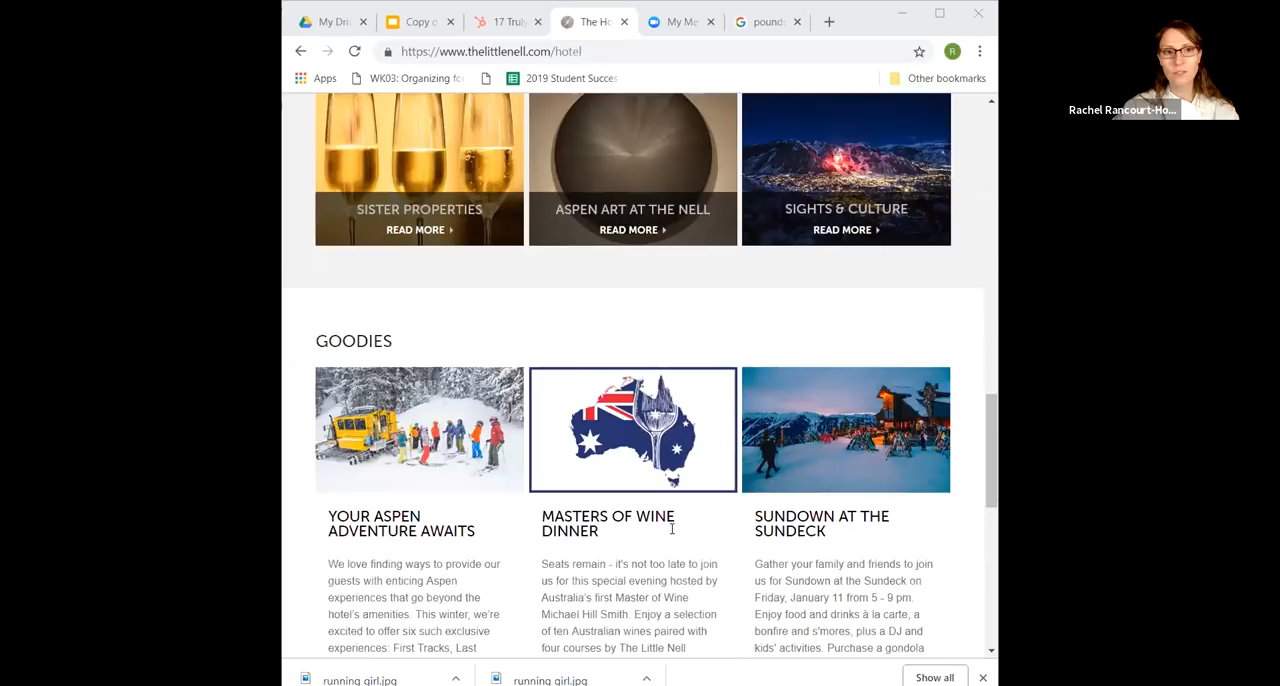 My Dri
Copy o
17 Truly
The Ho
My Me
pound
https://www.thelittlenell.com/hotel
R
Apps
WK03: Organizing fo
2019 Student Succes
Other bookmarks
Rachel Rancourt-Ho...
SISTER PROPERTIES
READ MORE
ASPEN ART AT THE NELL
READ MORE
SIGHTS & CULTURE
READ MORE
GOODIES
YOUR ASPEN
ADVENTURE AWAITS
We love finding ways to provide our
guests with enticing Aspen
experiences that go beyond the
hotel's amenities. This winter, we're
excited to offer six such exclusive
experiences: First Tracks, Last
MASTERS OF WINE
DINNER
Seats remain - it's not too late to join
us for this special evening hosted by
Australia's first Master of Wine
Michael Hill Smith. Enjoy a selection
of ten Australian wines paired with
four courses by The Little Nell
SUNDOWN AT THE
SUNDECK
Gather your family and friends to join
us for Sundown at the Sundeck on
Friday, January 11 from 5 - 9 pm.
Enjoy food and drinks à la carte, a
bonfire and s'mores, plus a DJ and
kids' activities. Purchase a gondola
running girl.jpg
running girl.jpg
Show all